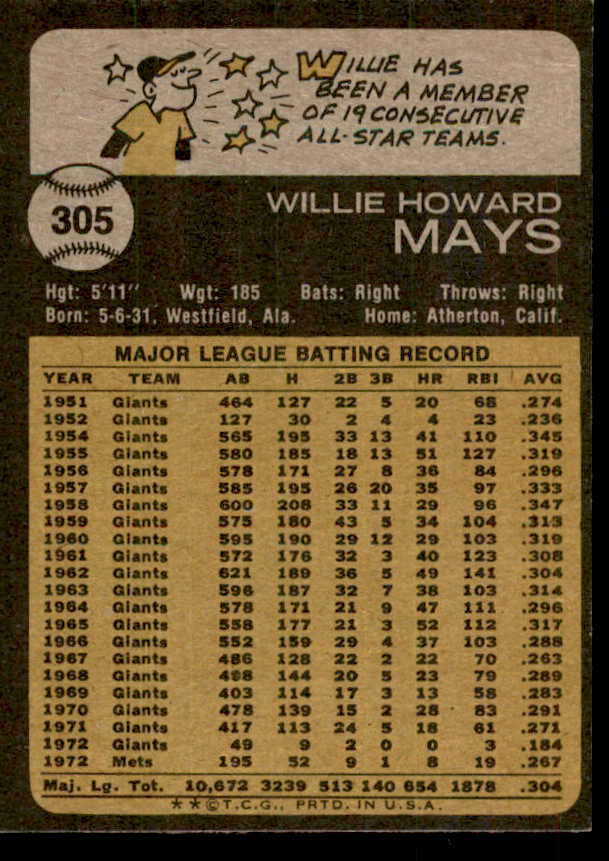 WILLIE HAS
BEEN A MEMBER
OF 19 CONSECUTIVE
ALL-STAR TEAMS.
305
WILLIE HOWARD
MAYS
Hgt: 5'11" Wgt: 185 Bats: Right Throws: Right
Born: 5-6-31, Westfield, Ala. Home: Atherton, Calif.
MAJOR LEAGUE BATTING RECORD
YEAR TEAM AB H 2B 3B HR RBI AVG
1951 Giants 464 127 22 5 20 68 .274
1952 Giants 127 30 2 4 4 23 .236
1954 Giants 565 195 33 13 41 110 .345
1955 Giants 580 185 18 13 51 127 .319
1956 Giants 578 171 27 8 36 84 .296
1957 Giants 585 195 26 20 35 97 .333
1958 Giants 600 208 33 11 29 96 .347
1959 Giants 575 180 43 5 34 104 .313
1960 Giants 595 190 29 12 29 103 .319
1961 Giants 572 176 32 3 40 123 .308
1962 Giants 621 189 36 5 49 141 .304
1963 Giants 596 187 32 7 38 103 .314
1964 Giants 578 171 21 9 47 111 .296
1965 Giants 558 177 21 3 52 112 .317
1966 Giants 552 159 29 4 37 103 .288
1967 Giants 486 128 22 2 22 70 .263
1968 Giants 498 144 20 5 23 79 .289
1969 Giants 403 114 17 3 13 58 .283
1970 Giants 478 139 15 2 28 83 .291
1971 Giants 417 113 24 5 18 61 .271
1972 Giants 49 9 2 0 0 3 .184
1972 Mets 195 52 9 1 8 19 .267
Maj. Lg. Tot. 10,672 3239 513 140 654 1878 .304
**©T.C.G., PRTD. IN U.S.A.